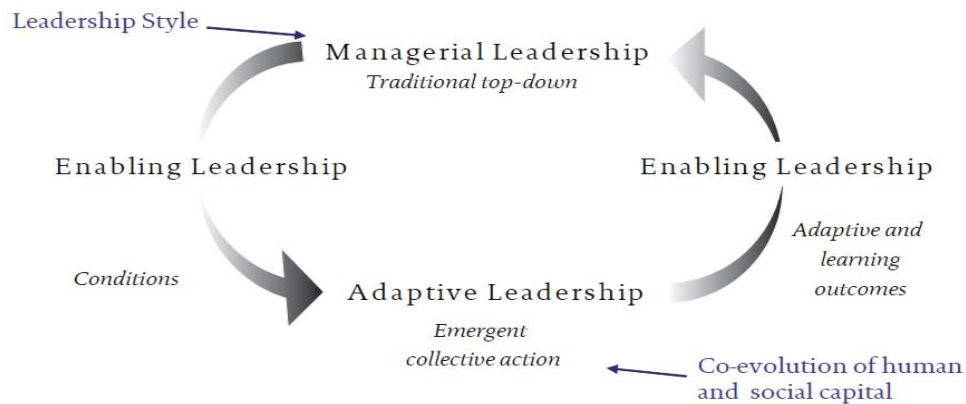 Leadership Style
Managerial Leadership
Traditional top-down
Enabling Leadership
Enabling Leadership
Conditions
Adaptive and
learning
outcomes
Adaptive Leadership
Emergent
collective action
Co-evolution of human
and social capital